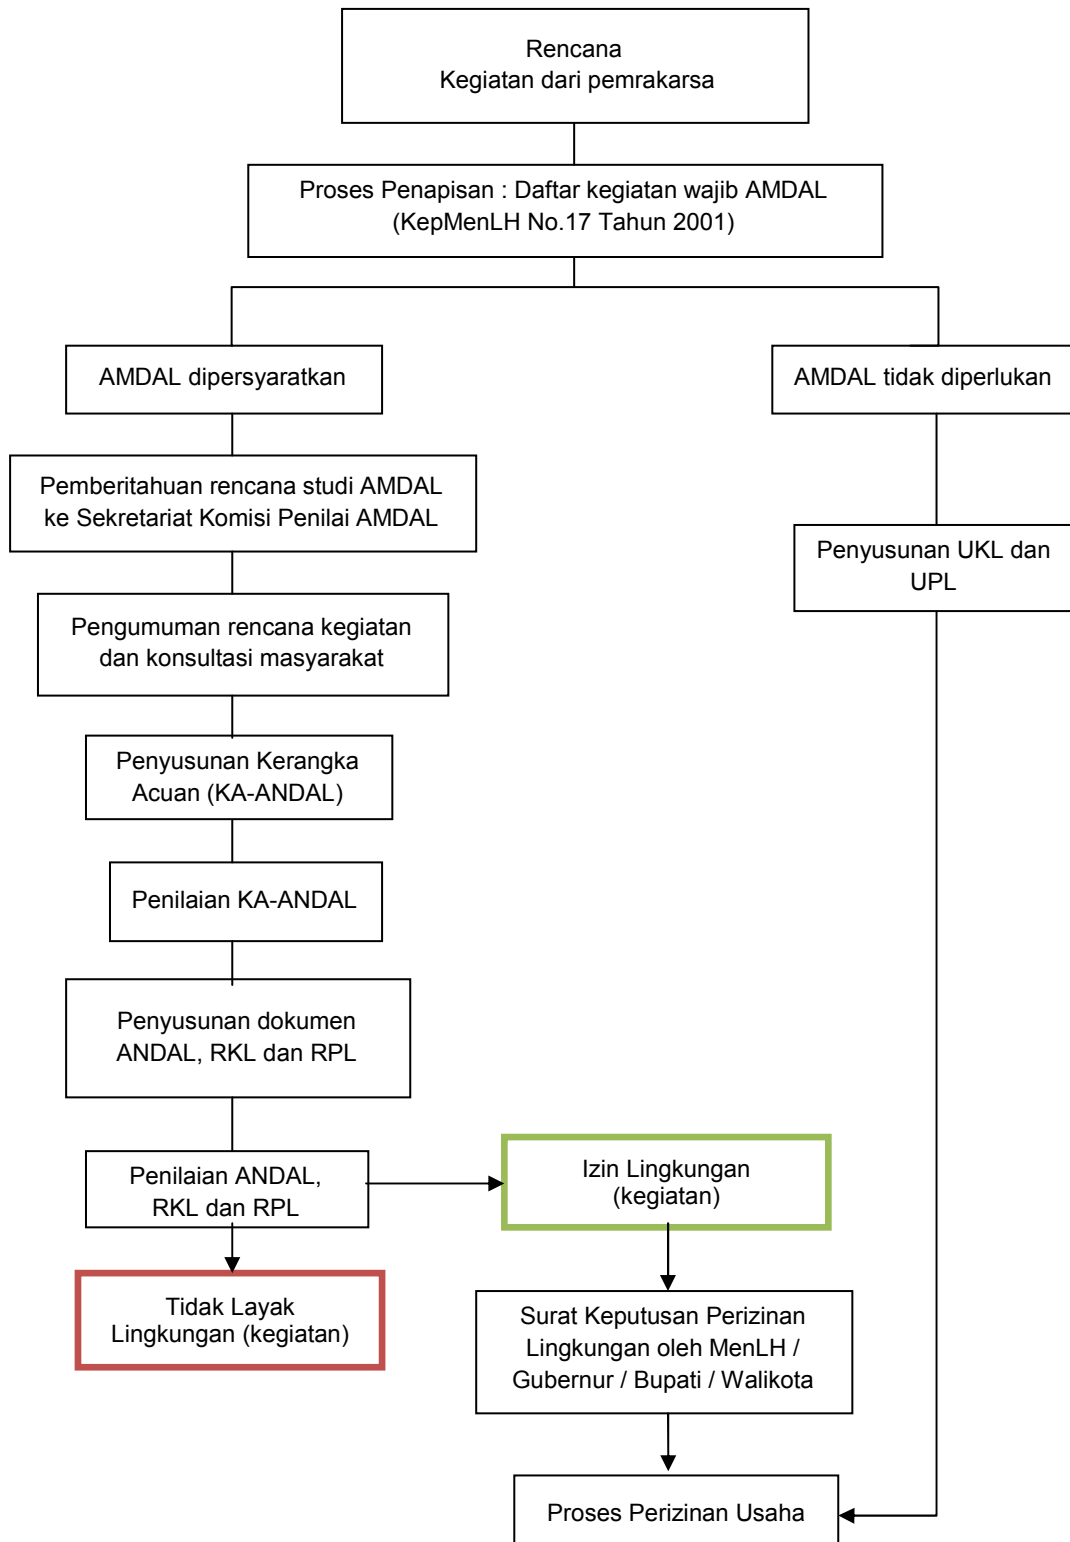 Rencana
Kegiatan dari pemrakarsa
Proses Penapisan : Daftar kegiatan wajib AMDAL
(KepMenLH No.17 Tahun 2001)
AMDAL dipersyaratkan
AMDAL tidak diperlukan
Pemberitahuan rencana studi AMDAL
ke Sekretariat Komisi Penilai AMDAL
Penyusunan UKL dan
UPL
Pengumuman rencana kegiatan
dan konsultasi masyarakat
Penyusunan Kerangka
Acuan (KA-ANDAL)
Penilaian KA-ANDAL
Penyusunan dokumen
ANDAL, RKL dan RPL
Penilaian ANDAL,
RKL dan RPL
Izin Lingkungan
(kegiatan)
Tidak Layak
Lingkungan (kegiatan)
Surat Keputusan Perizinan
Lingkungan oleh MenLH /
Gubernur / Bupati / Walikota
Proses Perizinan Usaha